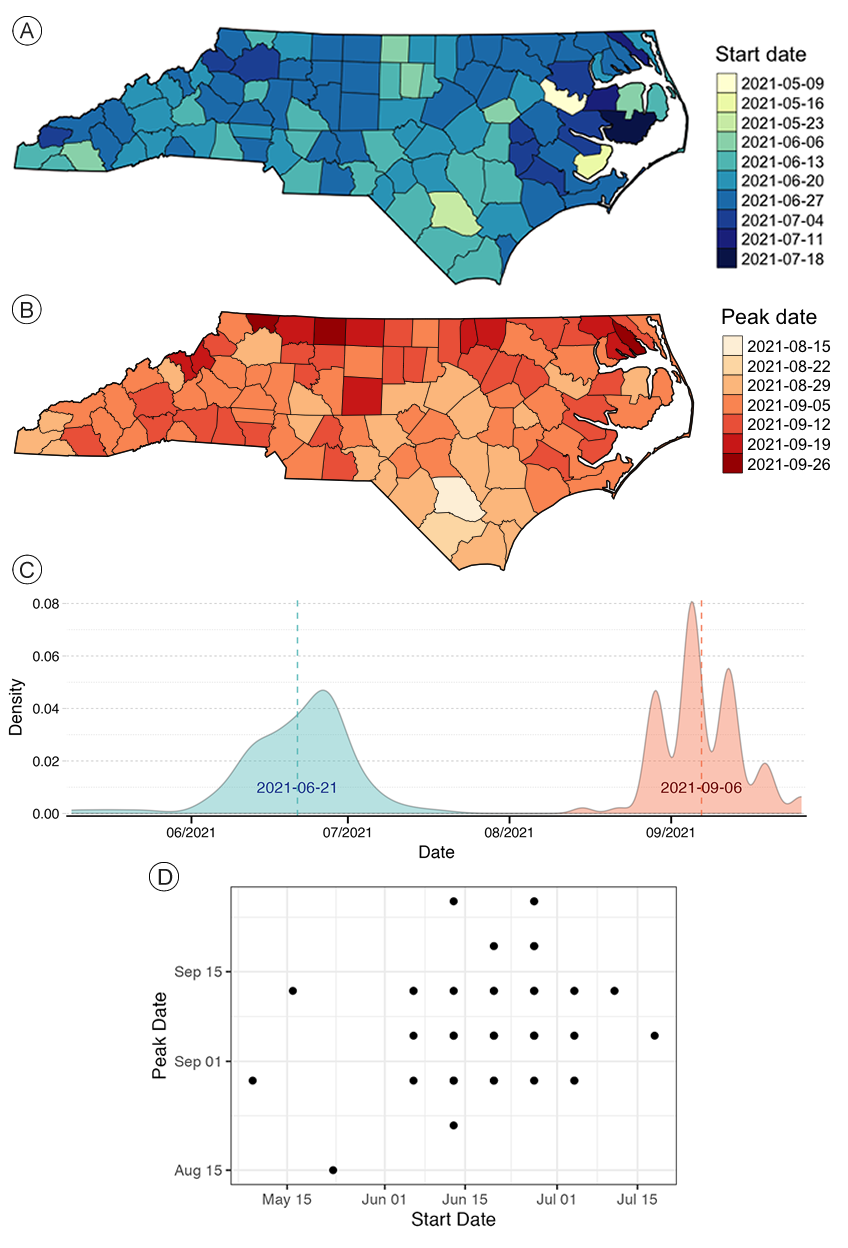 A
Start date
2021-05-09
2021-05-16
2021-05-23
2021-06-06
2021-06-13
2021-06-20
2021-06-27
2021-07-04
2021-07-11
2021-07-18
B
Peak date
2021-08-15
2021-08-22
2021-08-29
2021-09-05
2021-09-12
2021-09-19
2021-09-26
C
0.08
0.06
0.04
0.02
0.00
Density
2021-06-21
2021-09-06
06/2021
07/2021
08/2021
09/2021
Date
D
Sep 15
Sep 01
Aug 15
Peak Date
May 15
Jun 01
Jun 15
Jul 01
Jul 15
Start Date